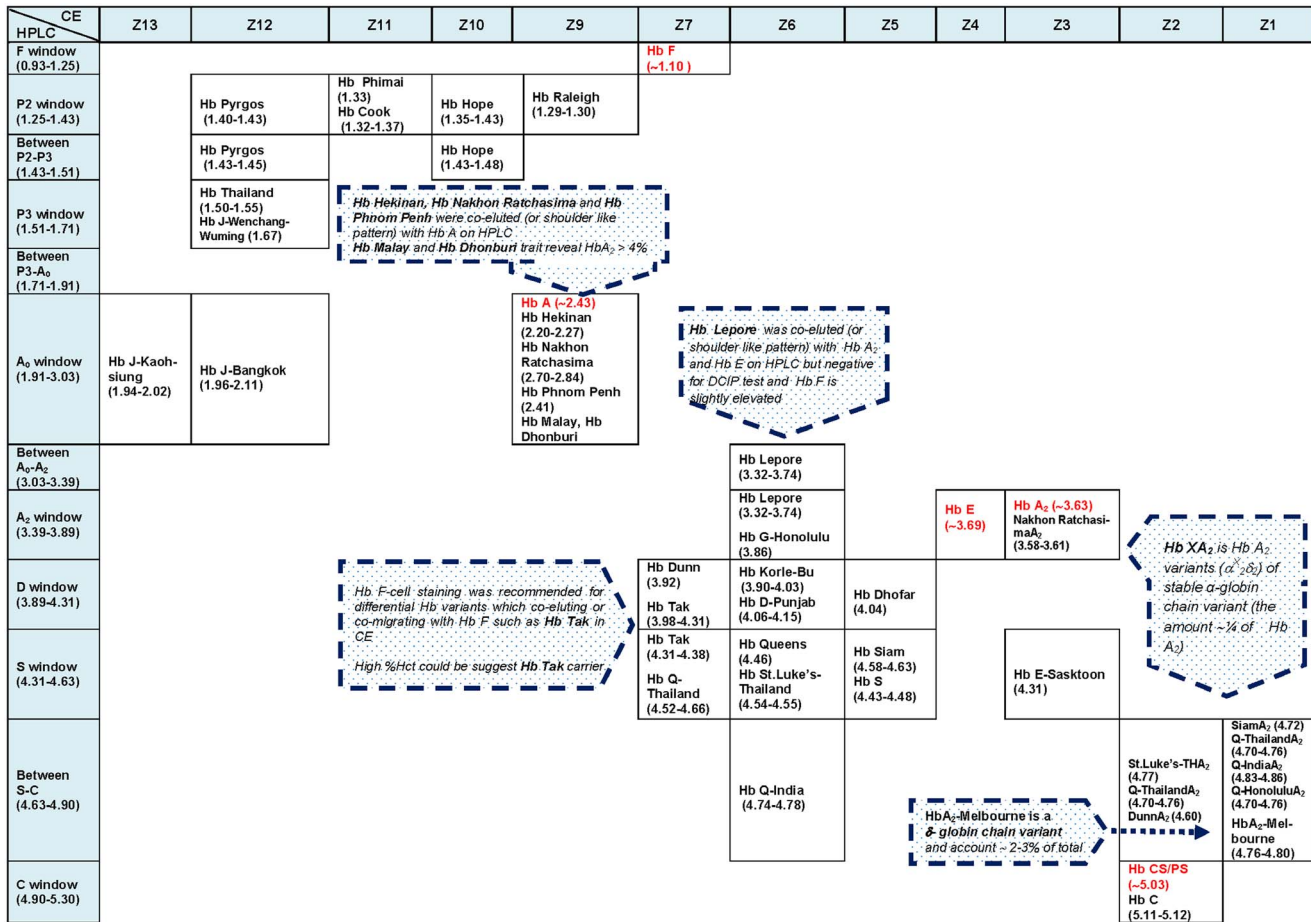 CE
HPLC
Z13
Z12
Z11
Z10
Z9
Z7
Z6
Z5
Z4
Z3
Z2
Z1
F window
(0.93-1.25)
Hb F
(~1.10 )
P2 window
(1.25-1.43)
Hb Pyrgos
(1.40-1.43)
Hb Phimai
(1.33)
Hb Cook
(1.32-1.37)
Hb Hope
(1.35-1.43)
Hb Raleigh
(1.29-1.30)
Between
P2-P3
(1.43-1.51)
Hb Pyrgos
(1.43-1.45)
Hb Hope
(1.43-1.48)
P3 window
(1.51-1.71)
Hb Thailand
(1.50-1.55)
Hb J-Wenchang-
Wuming (1.67)
Hb Hekinan, Hb Nakhon Ratchasima and Hb
Phnom Penh were co-eluted (or shoulder like
pattern) with Hb A on HPLC
Hb Malay and Hb Dhonburi trait reveal HbA₂ > 4%
Between
P3-A₀
(1.71-1.91)
A₀ window
(1.91-3.03)
Hb J-Kaoh-
siung
(1.94-2.02)
Hb J-Bangkok
(1.96-2.11)
Hb A (~2.43)
Hb Hekinan
(2.20-2.27)
Hb Nakhon
Ratchasima
(2.70-2.84)
Hb Phnom Penh
(2.41)
Hb Malay, Hb
Dhonburi
Hb Lepore was co-eluted (or
shoulder like pattern) with Hb A₂
and Hb E on HPLC but negative
for DCIP test and Hb F is
slightly elevated
Between
A₀-A₂
(3.03-3.39)
Hb Lepore
(3.32-3.74)
A₂ window
(3.39-3.89)
Hb Lepore
(3.32-3.74)
Hb G-Honolulu
(3.86)
Hb E
(~3.69)
Hb A₂ (~3.63)
Nakhon Ratchasi-
maA₂
(3.58-3.61)
Hb XA₂ is Hb A₂
variants (αˣ₂δ₂) of
stable α-globin
chain variant (the
amount ~¼ of Hb
A₂)
D window
(3.89-4.31)
Hb F-cell staining was recommended for
differential Hb variants which co-eluting or
co-migrating with Hb F such as Hb Tak in
CE
High %Hct could be suggest Hb Tak carrier
Hb Dunn
(3.92)
Hb Tak
(3.98-4.31)
Hb Korle-Bu
(3.90-4.03)
Hb D-Punjab
(4.06-4.15)
Hb Dhofar
(4.04)
S window
(4.31-4.63)
Hb Tak
(4.31-4.38)
Hb Q-
Thailand
(4.52-4.66)
Hb Queens
(4.46)
Hb St.Luke's-
Thailand
(4.54-4.55)
Hb Siam
(4.58-4.63)
Hb S
(4.43-4.48)
Hb E-Sasktoon
(4.31)
Between
S-C
(4.63-4.90)
Hb Q-India
(4.74-4.78)
HbA₂-Melbourne is a
δ- globin chain variant
and account ~ 2-3% of total
St.Luke's-THA₂
(4.77)
Q-ThailandA₂
(4.70-4.76)
DunnA₂ (4.60)
SiamA₂ (4.72)
Q-ThailandA₂
(4.70-4.76)
Q-IndiaA₂
(4.83-4.86)
Q-HonoluluA₂
(4.70-4.76)
HbA₂-Mel-
bourne
(4.76-4.80)
C window
(4.90-5.30)
Hb CS/PS
(~5.03)
Hb C
(5.11-5.12)